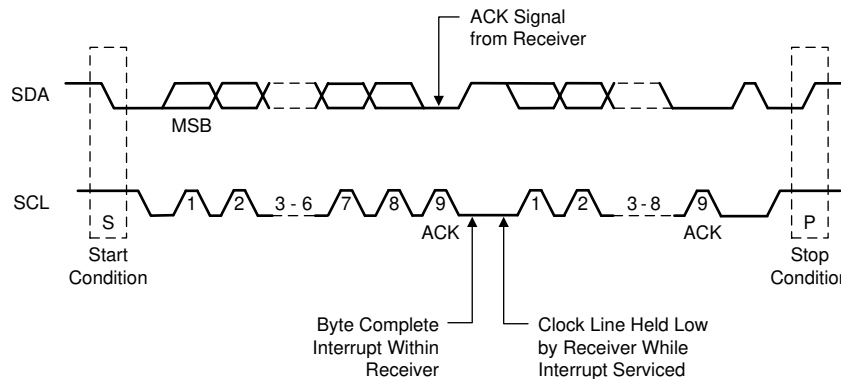 ACK Signal
from Receiver
SDA
MSB
SCL
S
1
2
3 - 6
7
8
9
1
2
3 - 8
9
P
ACK
ACK
Start
Condition
Stop
Condition
Byte Complete
Interrupt Within
Receiver
Clock Line Held Low
by Receiver While
Interrupt Serviced